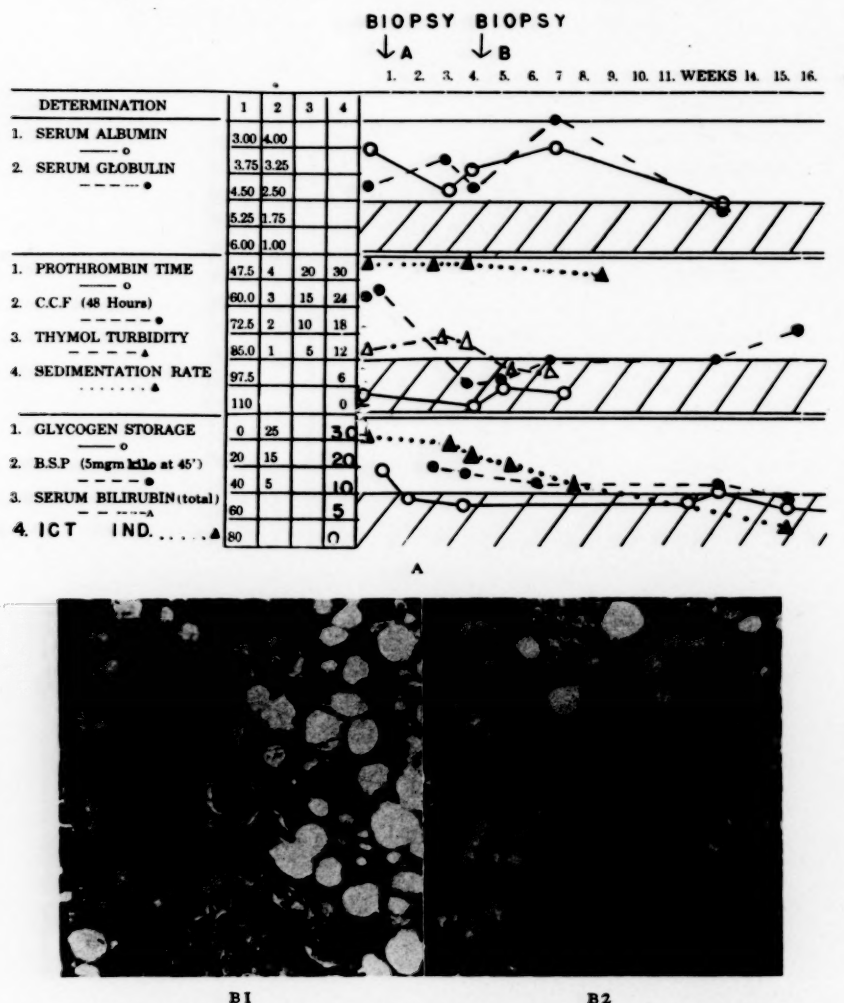 BIOPSY BIOPSY
↓ A ↓ B
1. 2. 3. 4. 5. 6. 7. 8. 9. 10. 11. WEEKS 14. 15. 16.
DETERMINATION 1 2 3 4
1. SERUM ALBUMIN 3.00 4.00
2. SERUM GLOBULIN 3.75 3.25
4.50 2.50
5.25 1.75
6.00 1.00
1. PROTHROMBIN TIME 47.5 4 20 30
2. C.C.F (48 Hours) 60.0 3 15 24
72.5 2 10 18
3. THYMOL TURBIDITY
85.0 1 5 12
4. SEDIMENTATION RATE 97.5 6
110 0
1. GLYCOGEN STORAGE 0 25 30
2. B.S.P (5mgm kilo at 45') 20 15 20
40 5 10
3. SERUM BILIRUBIN (total)
60 5
4. ICT IND. 80 0
A
B1 B2